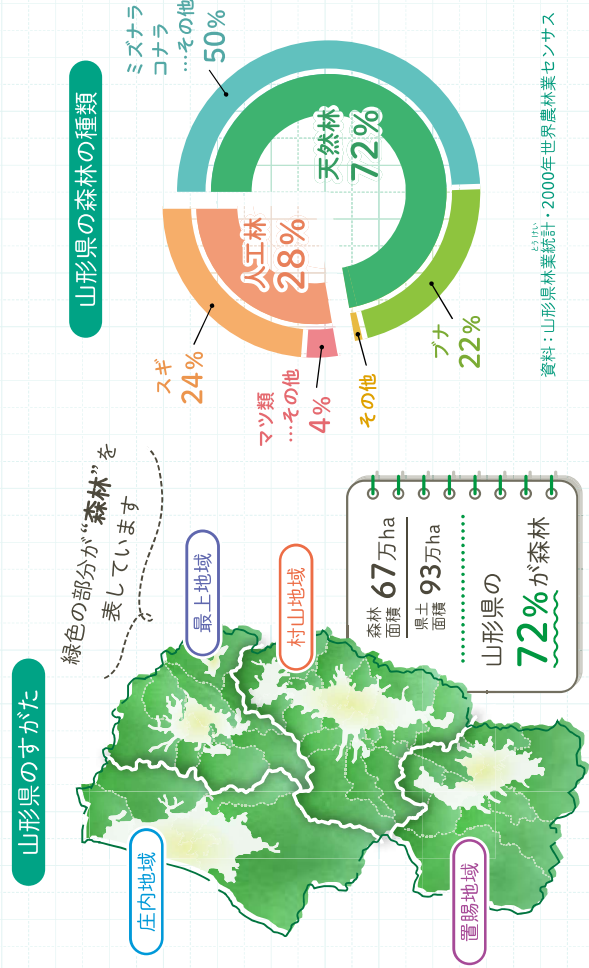 山形県のすがた
緑色の部分が“森林”を
表しています
最上地域
村山地域
庄内地域
置賜地域
森林
面積
67万ha
県土
面積
93万ha
山形県の
72%が森林
山形県の森林の種類
ミズナラ
コナラ
…その他
50%
天然林
72%
人工林
28%
スギ
24%
マツ類
…その他
4%
その他
ブナ
22%
とうけい
資料：山形県林業統計・2000年世界農林業センサス